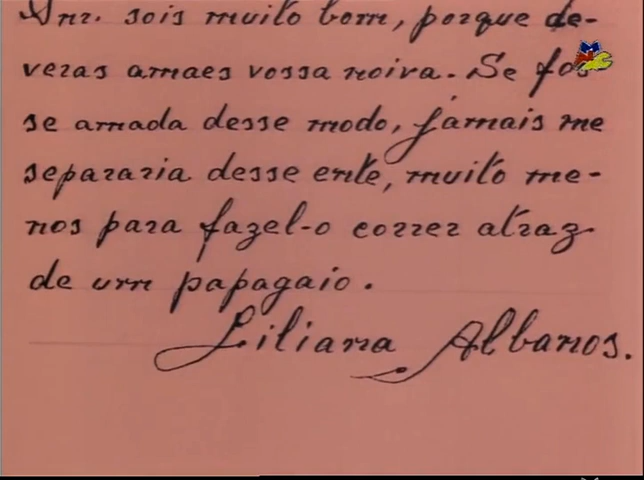 Snr. sois muito bom, porque de-
veras amaes vossa noiva. Se fos-
se amada desse modo, jamais me
separaria desse ente, muito me-
nos para fazel-o correr atraz
de um papagaio.
Liliana Albanos.